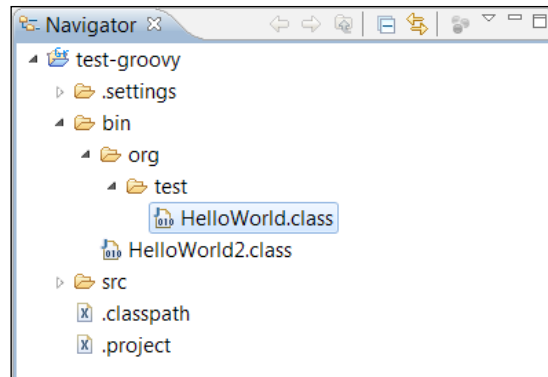 Navigator
test-groovy
.settings
bin
org
test
HelloWorld.class
HelloWorld2.class
src
.classpath
.project